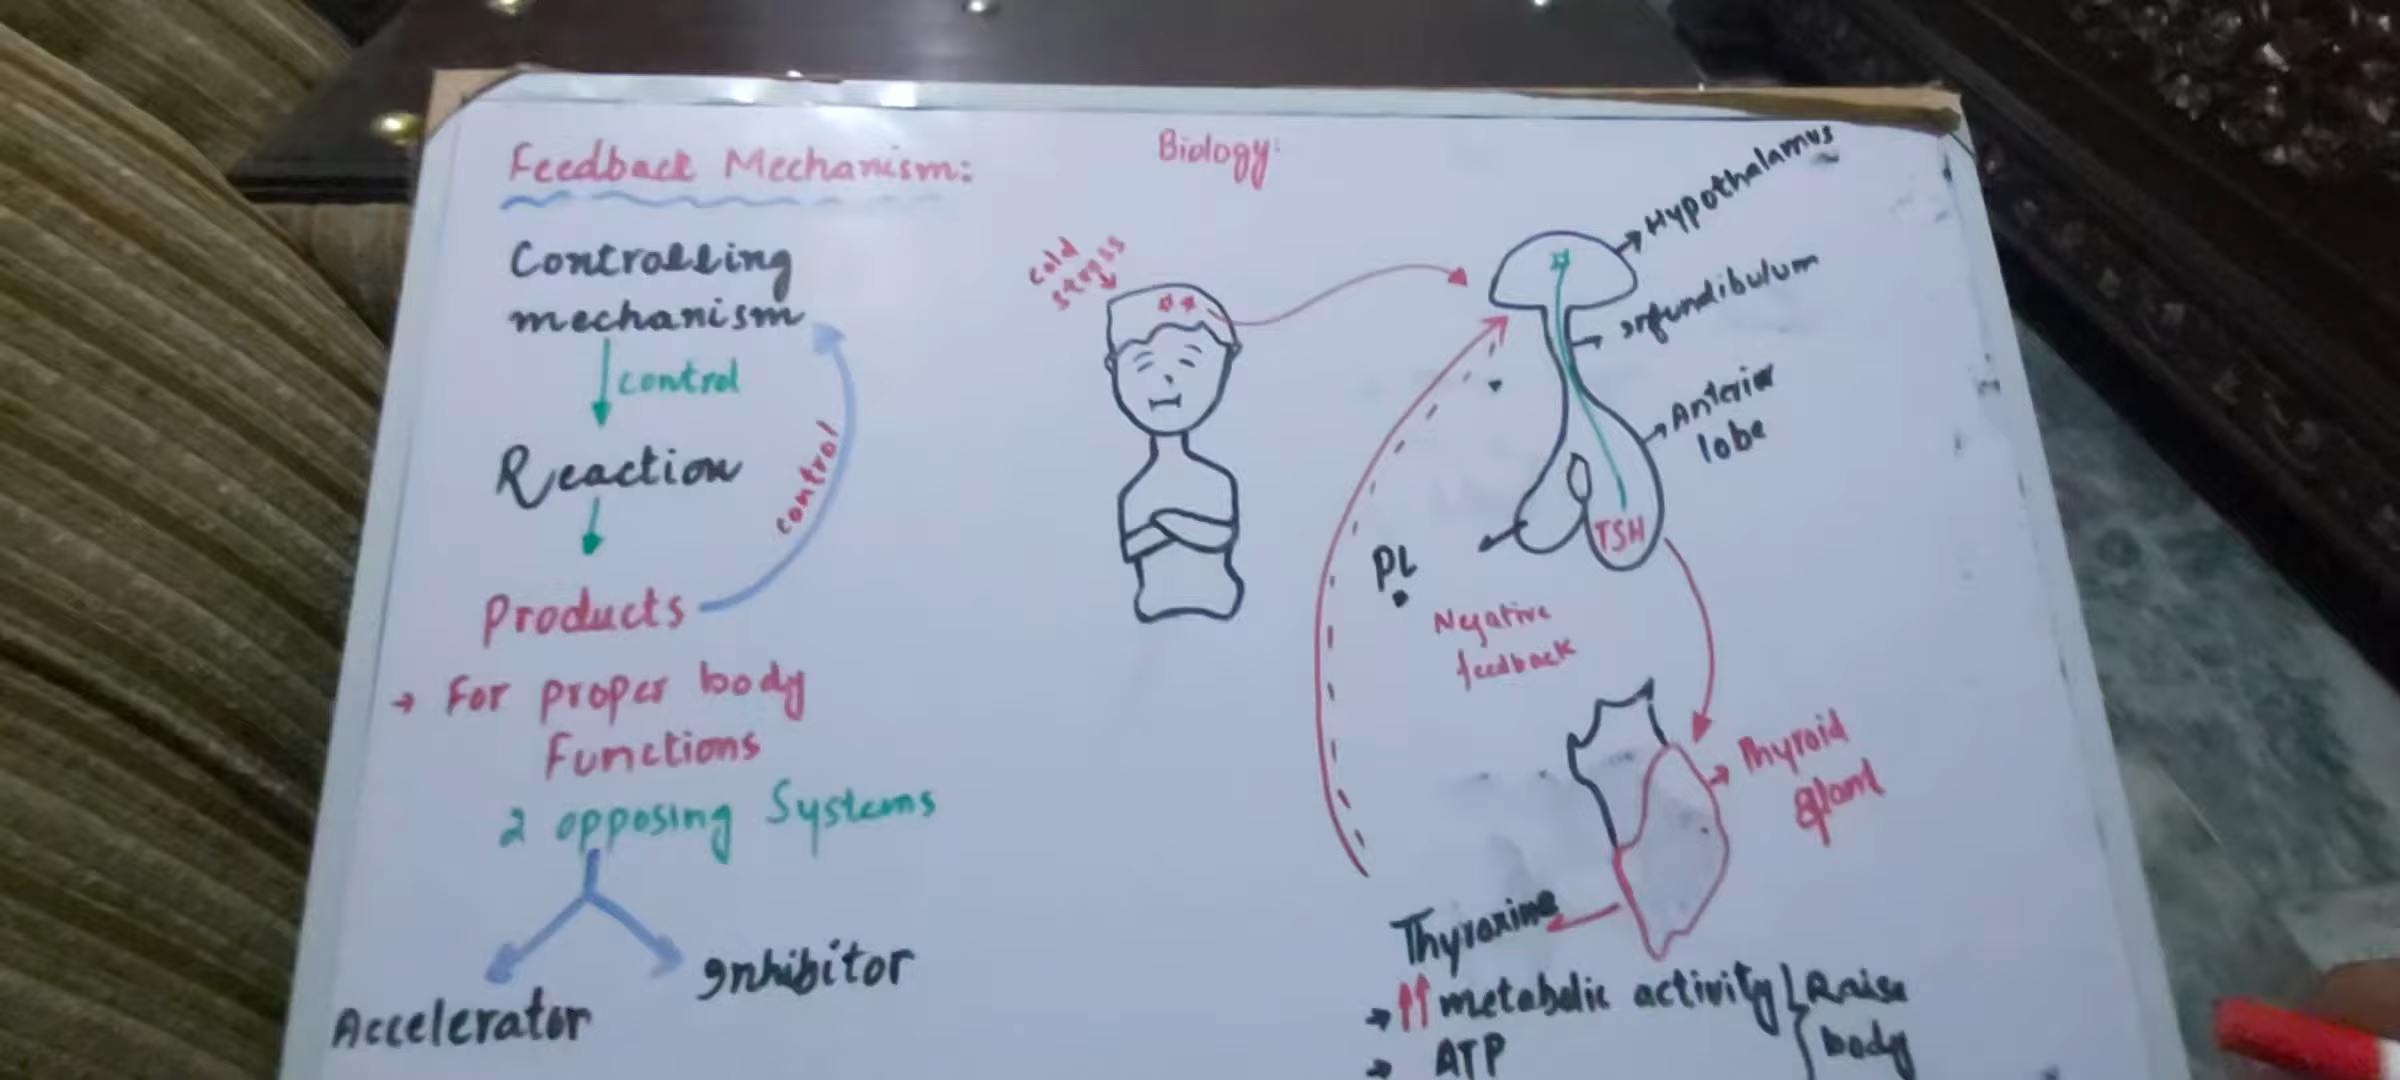 Feedback Mechanism:
Controlling
mechanism
control
Reaction
control
Products
→ For proper body
Functions
2 opposing Systems
Accelerator
Inhibitor
Biology:
cold
Hypothalamus
Infundibulum
Anterior
lobe
TSH
PL
Negative
feedback
Thyroid
Thyroxine
→ ↑↑ metabolic activity
→ ATP
Raise
body